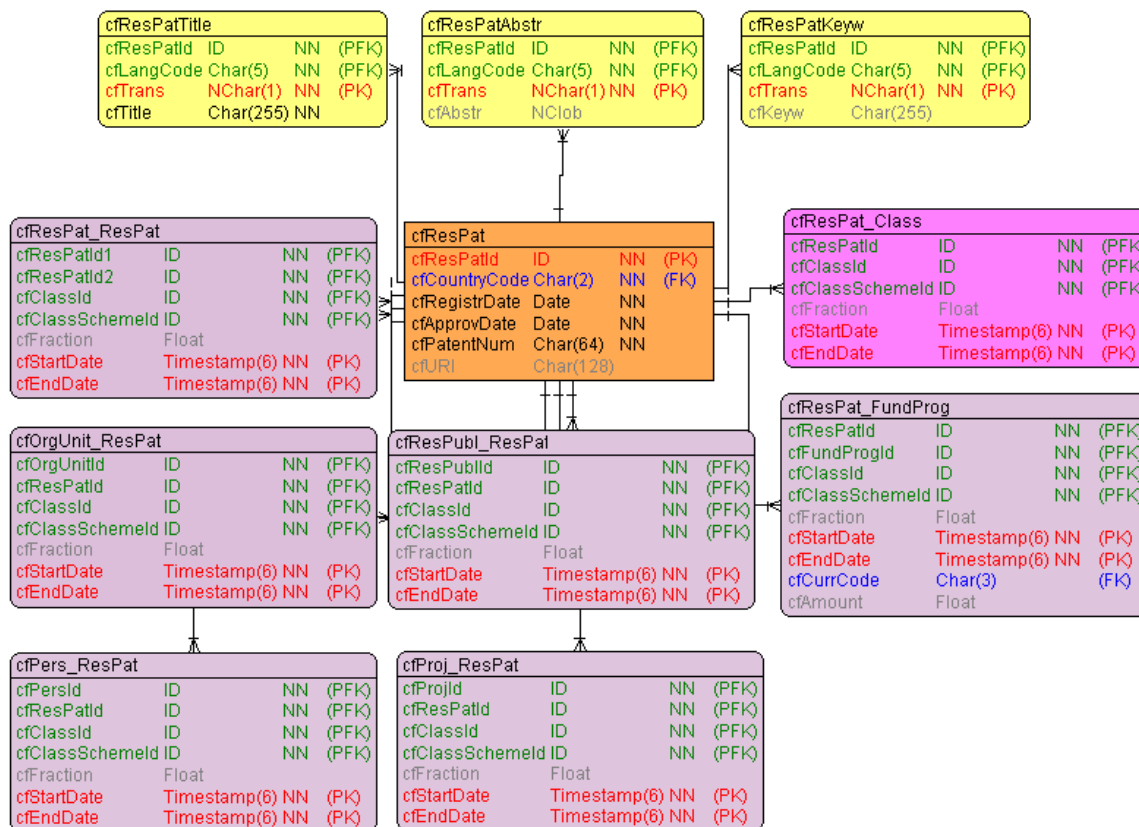 cfResPatTitle
cfResPatId ID NN (PFK)
cfLangCode Char(5) NN (PFK)
cfTrans NChar(1) NN (PK)
cfTitle Char(255) NN
cfResPatAbstr
cfResPatId ID NN (PFK)
cfLangCode Char(5) NN (PFK)
cfTrans NChar(1) NN (PK)
cfAbstr NClob
cfResPatKeyw
cfResPatId ID NN (PFK)
cfLangCode Char(5) NN (PFK)
cfTrans NChar(1) NN (PK)
cfKeyw Char(255)
cfResPat_ResPat
cfResPatId1 ID NN (PFK)
cfResPatId2 ID NN (PFK)
cfClassId ID NN (PFK)
cfClassSchemeId ID NN (PFK)
cfFraction Float
cfStartDate Timestamp(6) NN (PK)
cfEndDate Timestamp(6) NN (PK)
cfResPat
cfResPatId ID NN (PK)
cfCountryCode Char(2) NN (FK)
cfRegistrDate Date NN
cfApprovDate Date NN
cfPatentNum Char(64) NN
cfURI Char(128)
cfResPat_Class
cfResPatId ID NN (PFK)
cfClassId ID NN (PFK)
cfClassSchemeId ID NN (PFK)
cfFraction Float
cfStartDate Timestamp(6) NN (PK)
cfEndDate Timestamp(6) NN (PK)
cfOrgUnit_ResPat
cfOrgUnitId ID NN (PFK)
cfResPatId ID NN (PFK)
cfClassId ID NN (PFK)
cfClassSchemeId ID NN (PFK)
cfFraction Float
cfStartDate Timestamp(6) NN (PK)
cfEndDate Timestamp(6) NN (PK)
cfResPubl_ResPat
cfResPublId ID NN (PFK)
cfResPatId ID NN (PFK)
cfClassId ID NN (PFK)
cfClassSchemeId ID NN (PFK)
cfFraction Float
cfStartDate Timestamp(6) NN (PK)
cfEndDate Timestamp(6) NN (PK)
cfResPat_FundProg
cfResPatId ID NN (PFK)
cfFundProgId ID NN (PFK)
cfClassId ID NN (PFK)
cfClassSchemeId ID NN (PFK)
cfFraction Float
cfStartDate Timestamp(6) NN (PK)
cfEndDate Timestamp(6) NN (PK)
cfCurrCode Char(3) (FK)
cfAmount Float
cfPers_ResPat
cfPersId ID NN (PFK)
cfResPatId ID NN (PFK)
cfClassId ID NN (PFK)
cfClassSchemeId ID NN (PFK)
cfFraction Float
cfStartDate Timestamp(6) NN (PK)
cfEndDate Timestamp(6) NN (PK)
cfProj_ResPat
cfProjId ID NN (PFK)
cfResPatId ID NN (PFK)
cfClassId ID NN (PFK)
cfClassSchemeId ID NN (PFK)
cfFraction Float
cfStartDate Timestamp(6) NN (PK)
cfEndDate Timestamp(6) NN (PK)